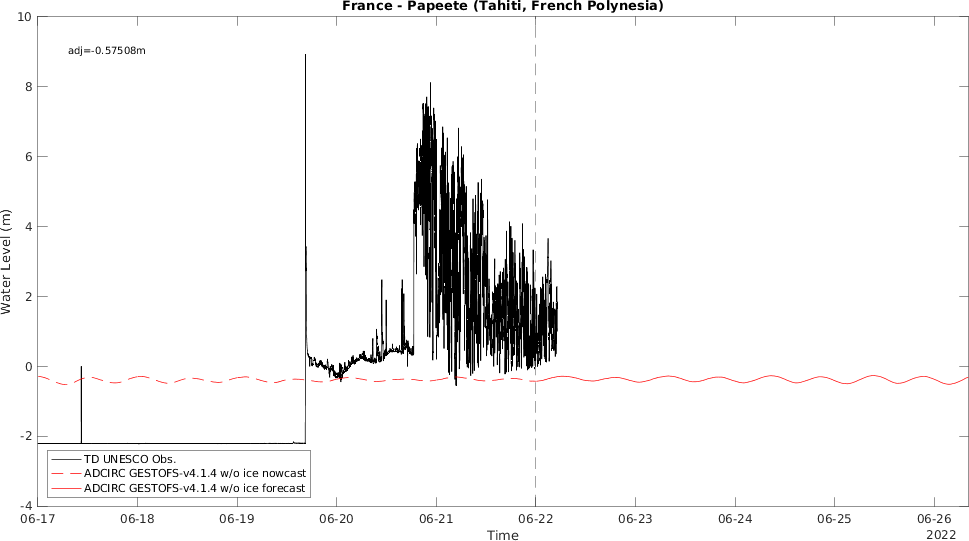 France - Papeete (Tahiti, French Polynesia)
adj=-0.57508m
10
8
6
4
2
0
-2
-4
Water Level (m)
TD UNESCO Obs.
ADCIRC GESTOFS-v4.1.4 w/o ice nowcast
ADCIRC GESTOFS-v4.1.4 w/o ice forecast
06-17 06-18 06-19 06-20 06-21 06-22 06-23 06-24 06-25 06-26
2022
Time